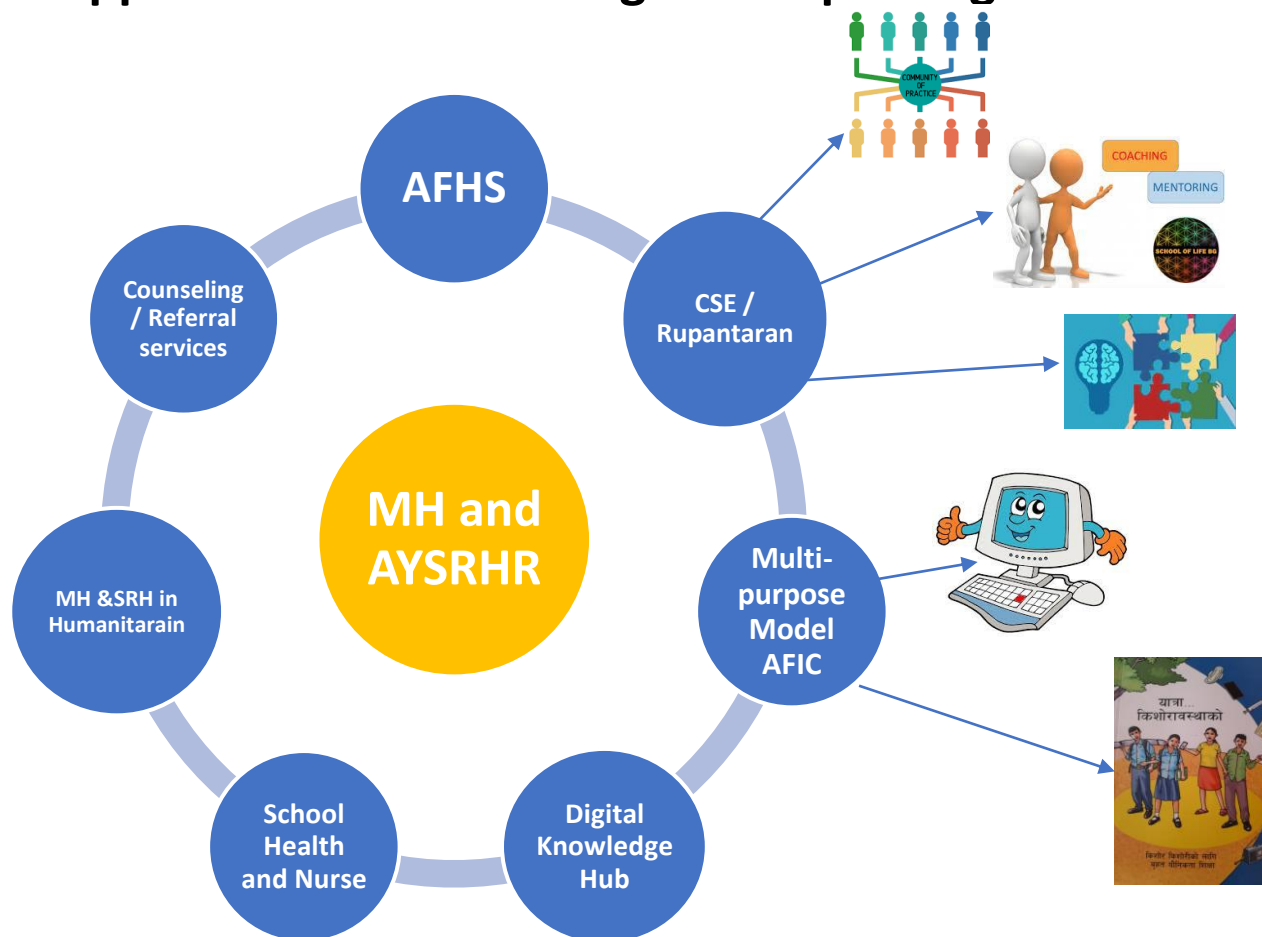 COMMUNITY
OF
PRACTICE
AFHS
COACHING
MENTORING
SCHOOL OF LIFE BG
Counseling
/ Referral
services
CSE /
Rupantaran
MH and
AYSRHR
Multi-
purpose
Model
AFIC
MH &SRH in
Humanitarain
School
Health
and Nurse
Digital
Knowledge
Hub
यात्रा...
किशोरावस्थाको
किशोर किशोरीको लागि